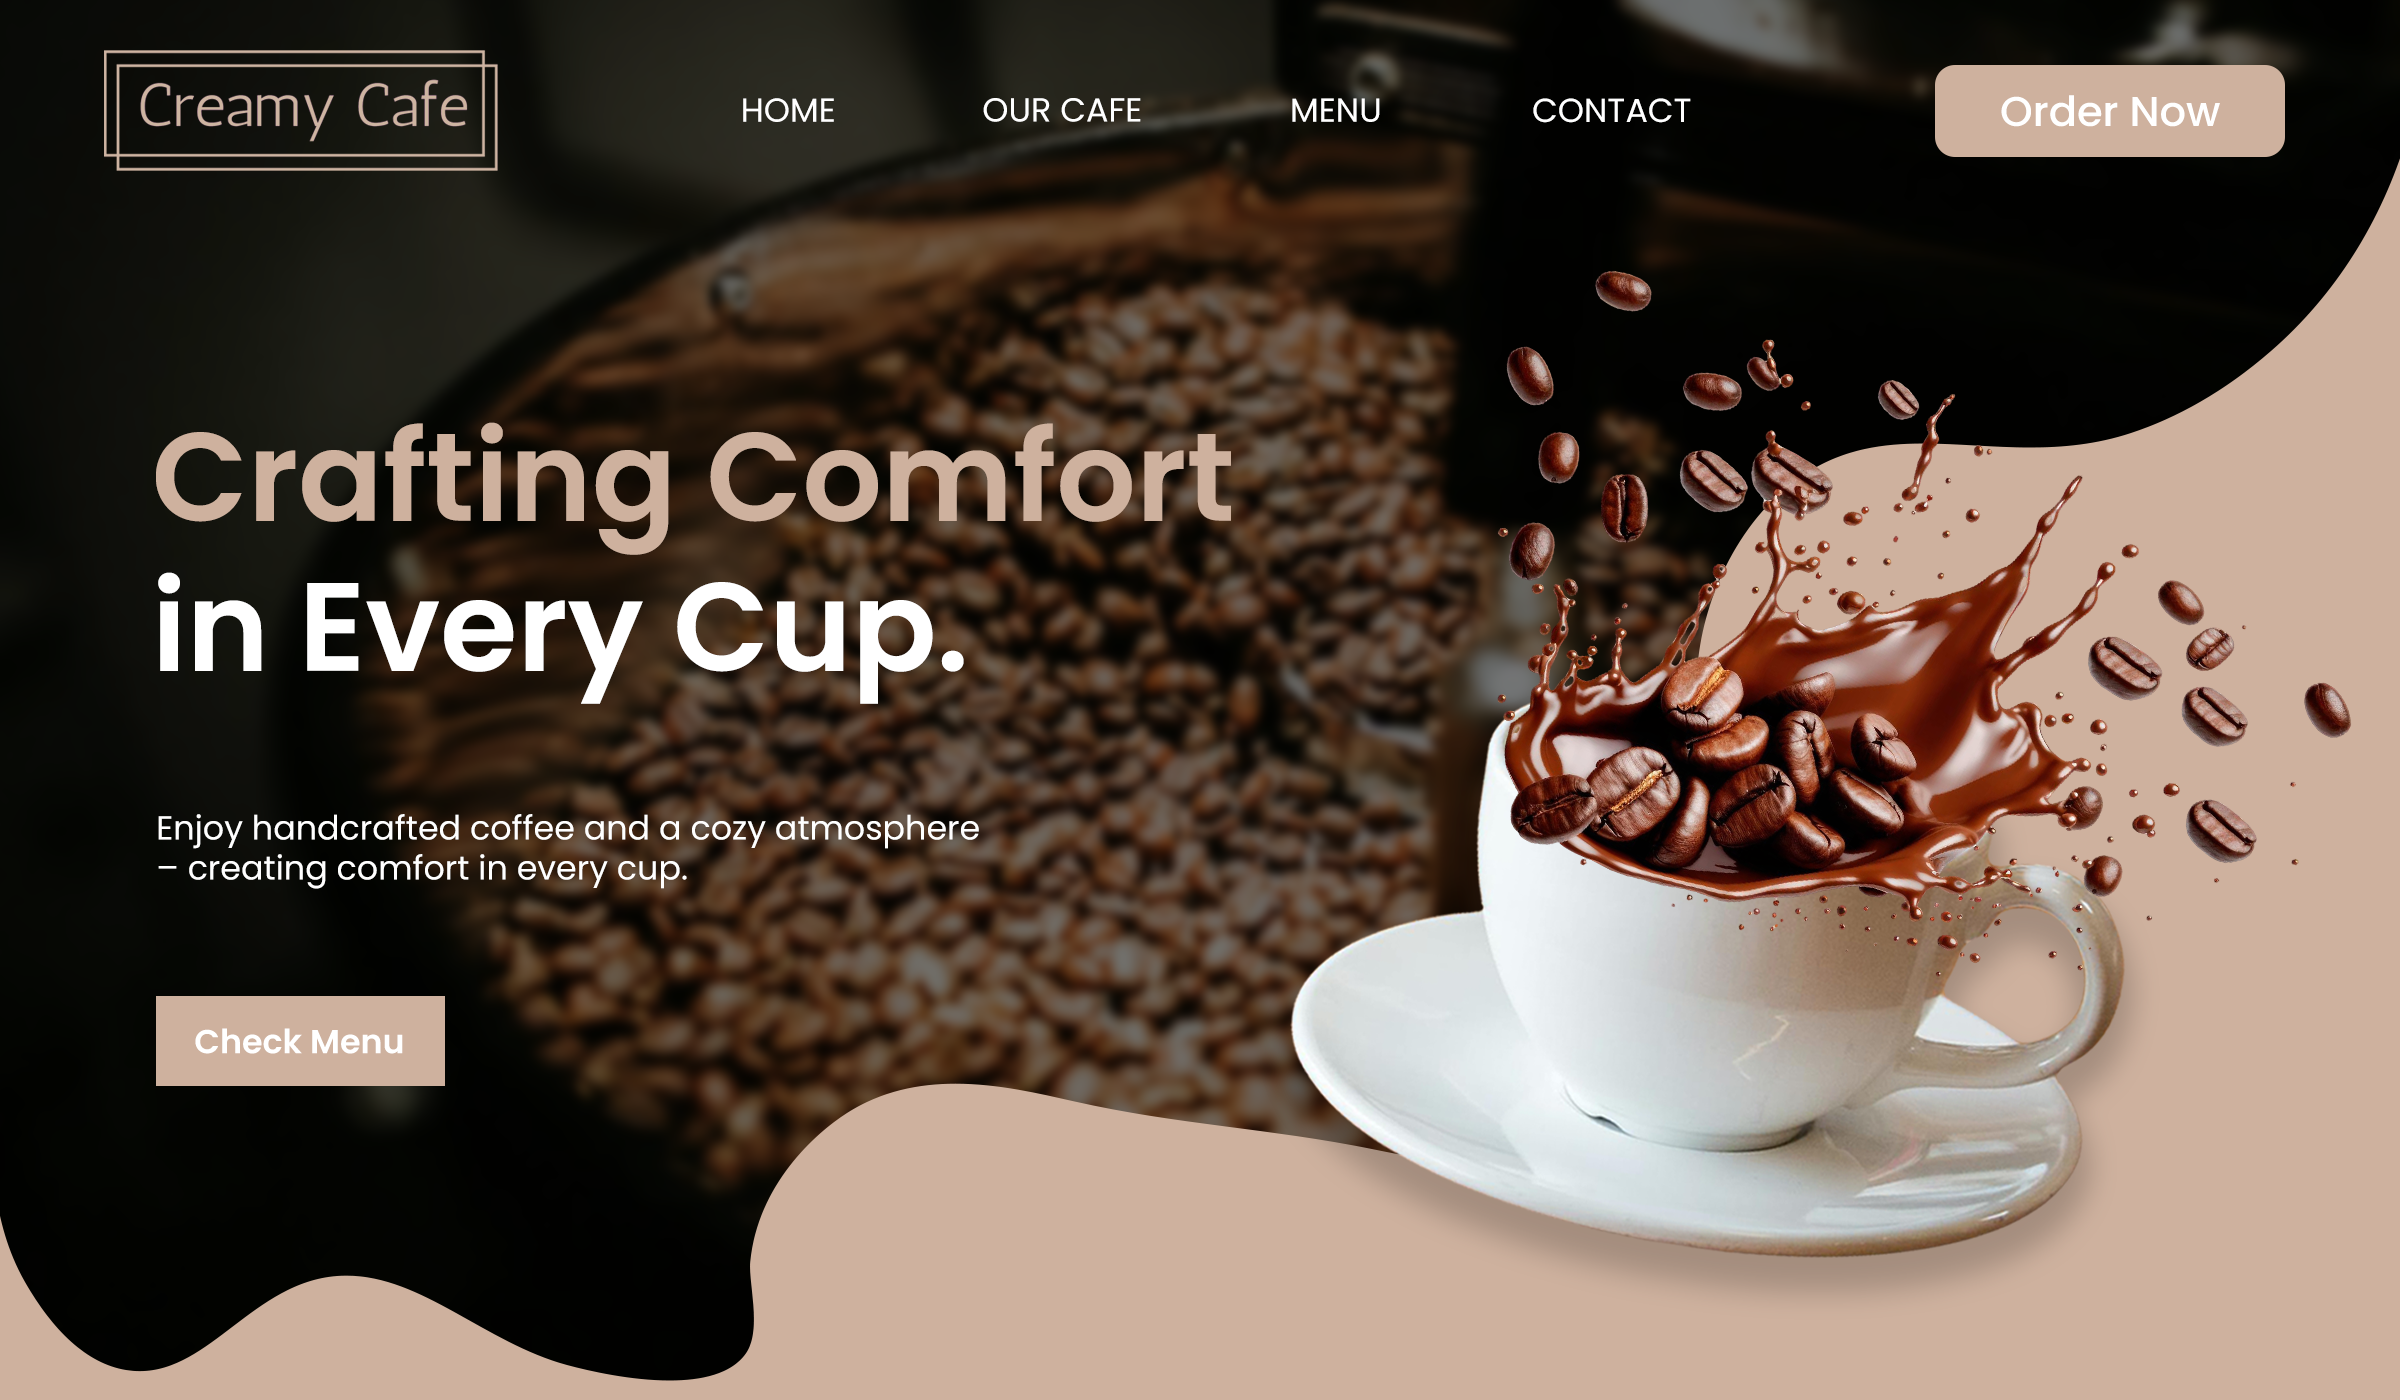 Creamy Cafe
HOME
OUR CAFE
MENU
CONTACT
Order Now
Crafting Comfort
in Every Cup.
Enjoy handcrafted coffee and a cozy atmosphere
– creating comfort in every cup.
Check Menu